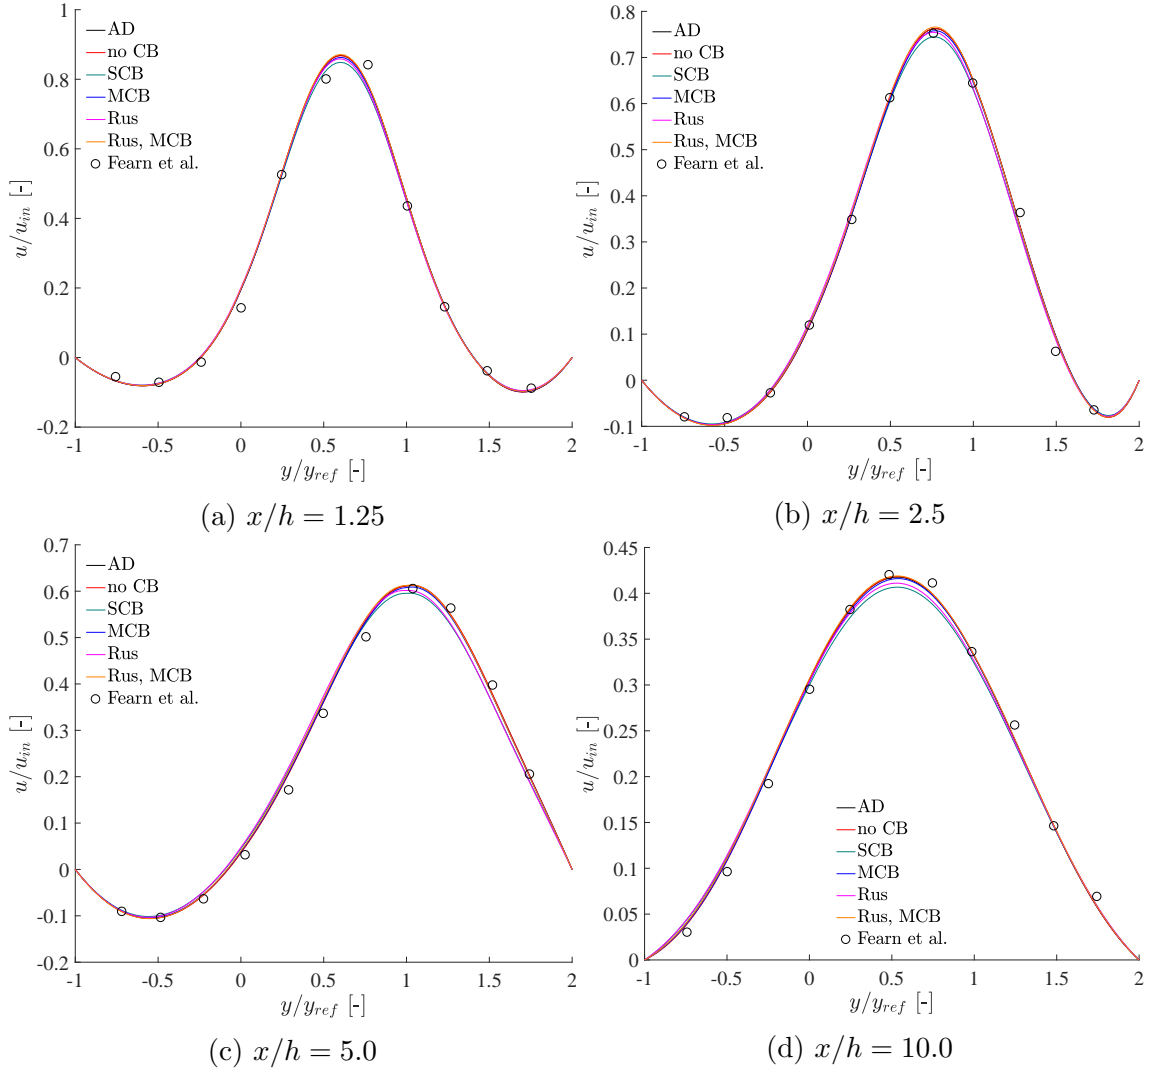 1
0.8
0.6
0.4
0.2
0
-0.2
u/u_in [-]
AD
no CB
SCB
MCB
Rus
Rus, MCB
Fearn et al.
-1
-0.5
0
0.5
1
1.5
2
y/y_ref [-]
(a) x/h = 1.25
0.8
0.7
0.6
0.5
0.4
0.3
0.2
0.1
0
-0.1
u/u_in [-]
AD
no CB
SCB
MCB
Rus
Rus, MCB
Fearn et al.
-1
-0.5
0
0.5
1
1.5
2
y/y_ref [-]
(b) x/h = 2.5
0.7
0.6
0.5
0.4
0.3
0.2
0.1
0
-0.1
-0.2
u/u_in [-]
AD
no CB
SCB
MCB
Rus
Rus, MCB
Fearn et al.
-1
-0.5
0
0.5
1
1.5
2
y/y_ref [-]
(c) x/h = 5.0
0.45
0.4
0.35
0.3
0.25
0.2
0.15
0.1
0.05
0
u/u_in [-]
AD
no CB
SCB
MCB
Rus
Rus, MCB
Fearn et al.
-1
-0.5
0
0.5
1
1.5
2
y/y_ref [-]
(d) x/h = 10.0